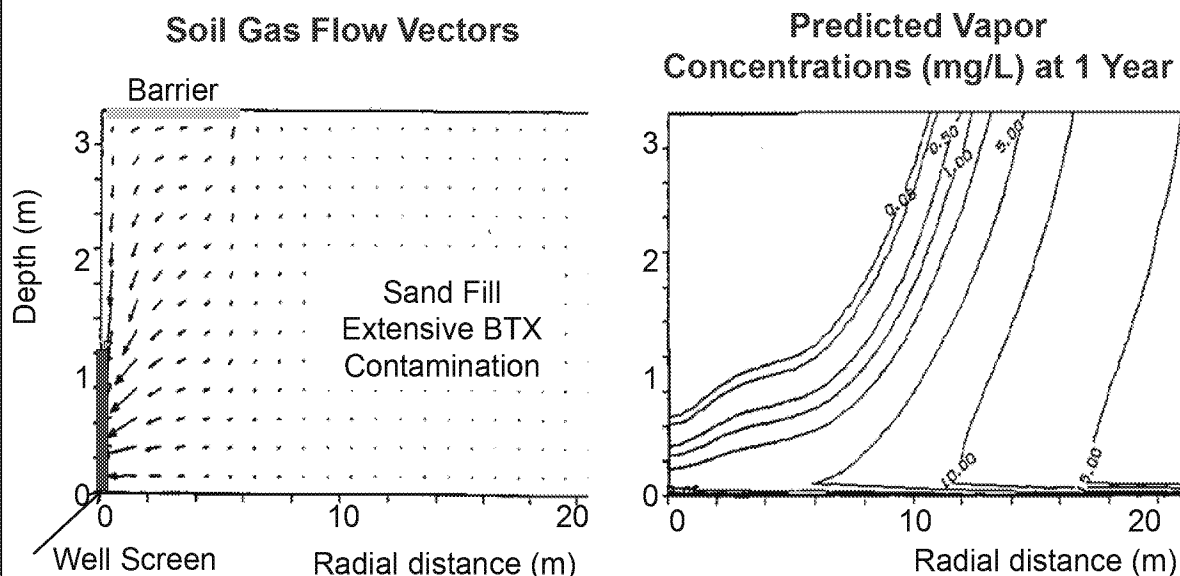 Soil Gas Flow Vectors
Barrier
Depth (m)
3
2
1
0
Sand Fill
Extensive BTX
Contamination
0
10
20
Well Screen
Radial distance (m)
Predicted Vapor
Concentrations (mg/L) at 1 Year
3
2
1
0
0.05
0.50
1.00
5.00
10.00
5.00
0
10
20
Radial distance (m)